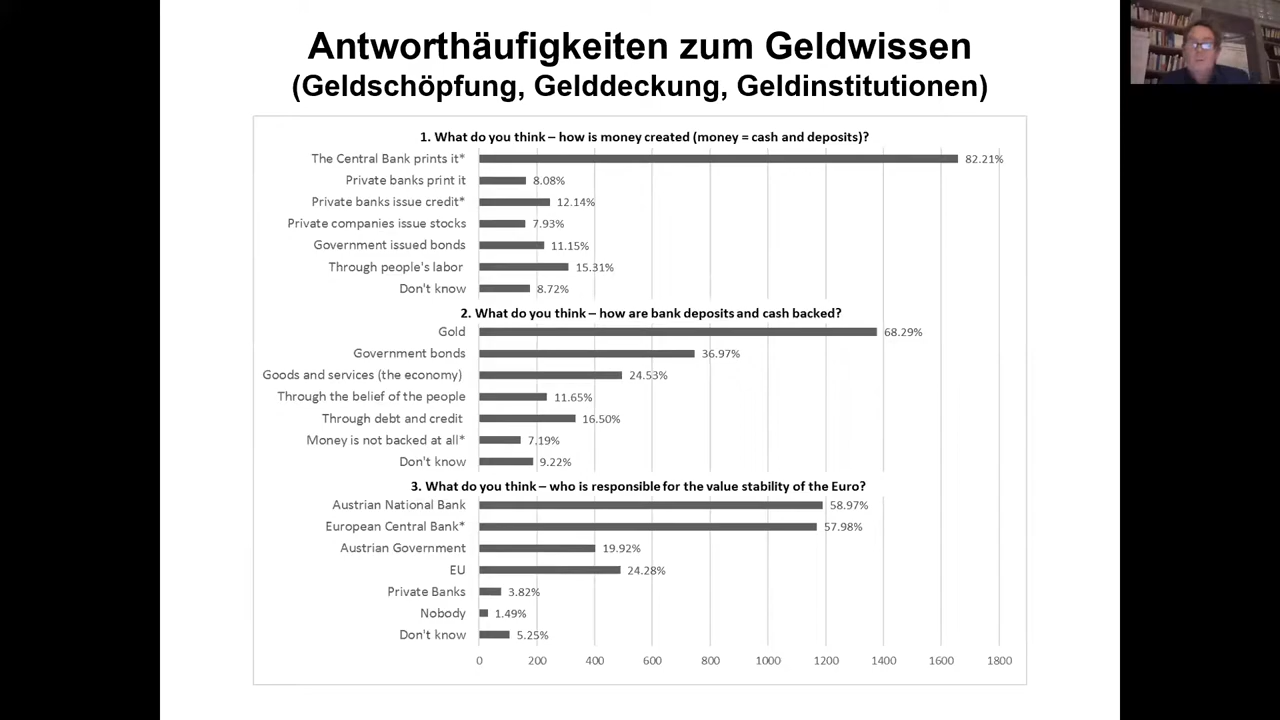 Antworthäufigkeiten zum Geldwissen
(Geldschöpfung, Gelddeckung, Geldinstitutionen)
1. What do you think – how is money created (money = cash and deposits)?
The Central Bank prints it* 82.21%
Private banks print it 8.08%
Private banks issue credit* 12.14%
Private companies issue stocks 7.93%
Government issued bonds 11.15%
Through people's labor 15.31%
Don't know 8.72%
2. What do you think – how are bank deposits and cash backed?
Gold 68.29%
Government bonds 36.97%
Goods and services (the economy) 24.53%
Through the belief of the people 11.65%
Through debt and credit 16.50%
Money is not backed at all* 7.19%
Don't know 9.22%
3. What do you think – who is responsible for the value stability of the Euro?
Austrian National Bank 58.97%
European Central Bank* 57.98%
Austrian Government 19.92%
EU 24.28%
Private Banks 3.82%
Nobody 1.49%
Don't know 5.25%
0 200 400 600 800 1000 1200 1400 1600 1800